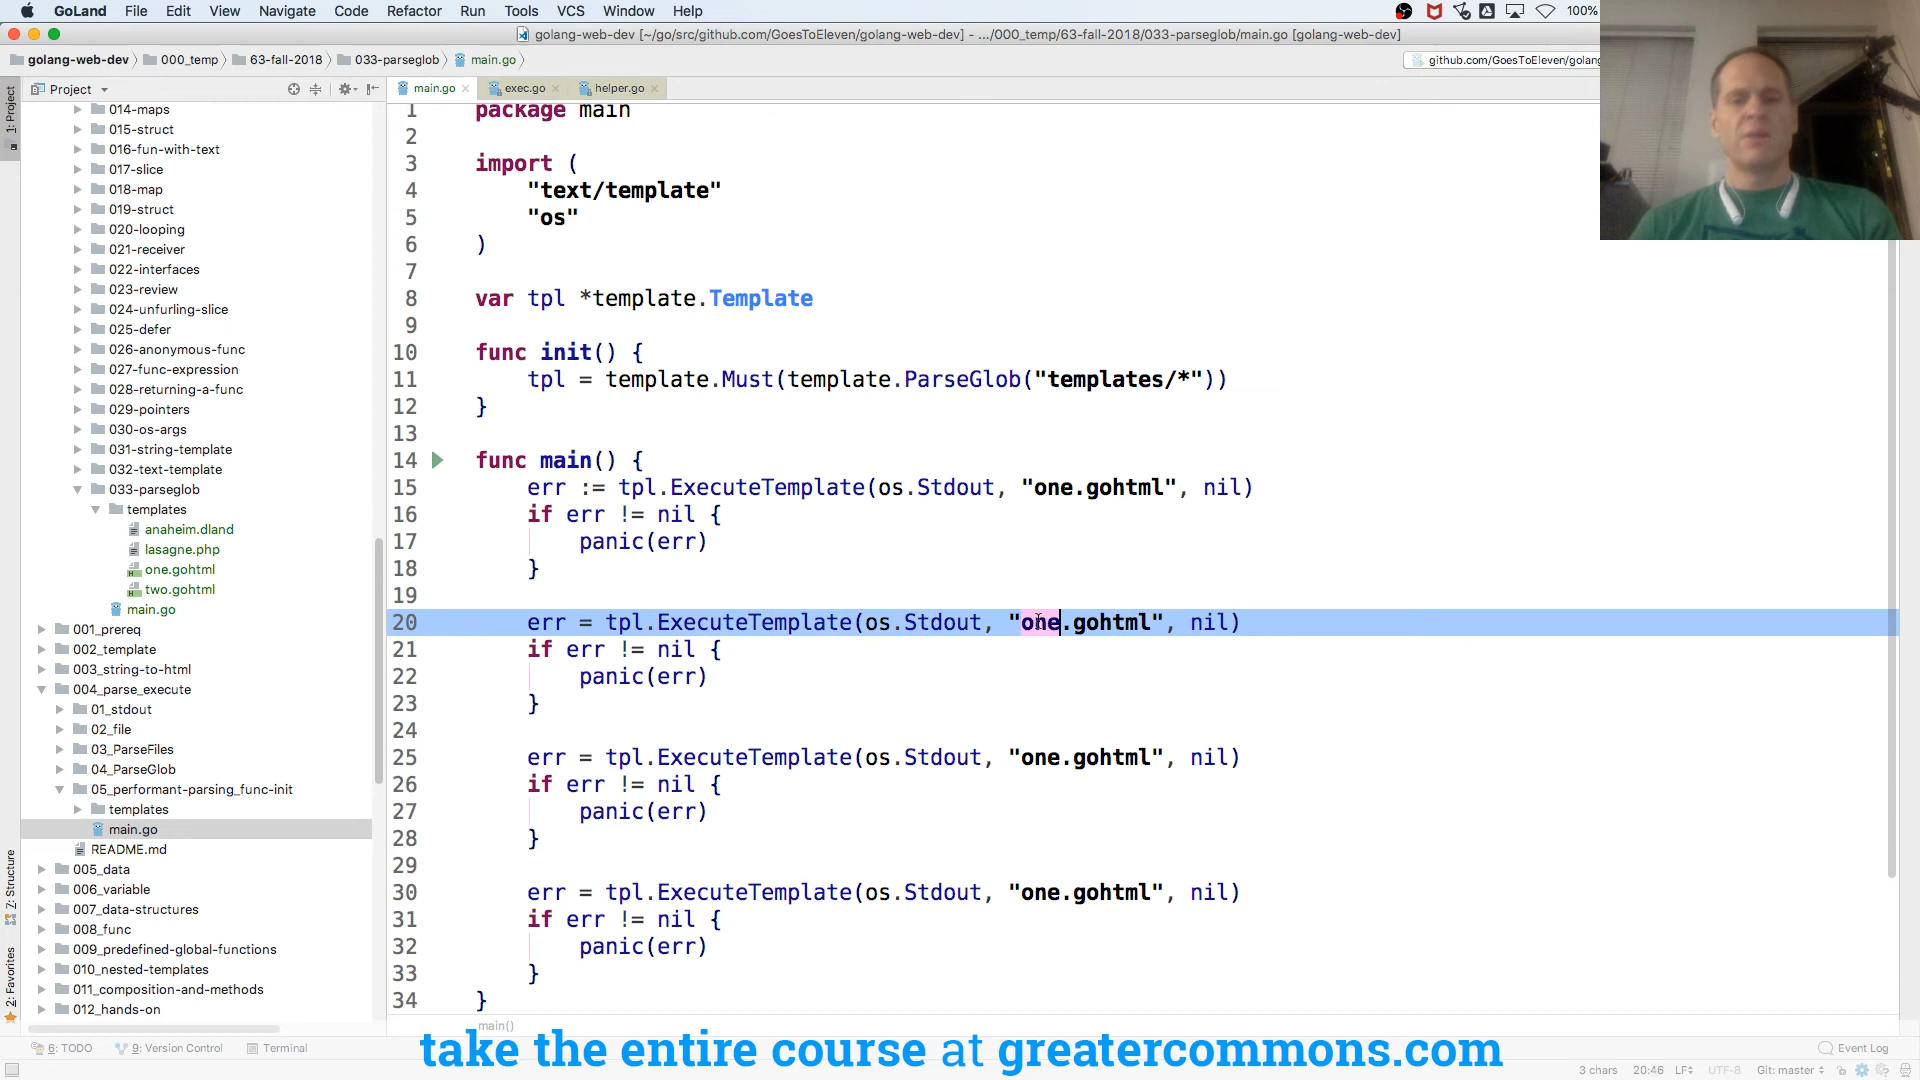 GoLand File Edit View Navigate Code Refactor Run Tools VCS Window Help 100%
golang-web-dev [~/go/src/github.com/GoesToEleven/golang-web-dev] - .../000_temp/63-fall-2018/033-parseglob/main.go [golang-web-dev]
golang-web-dev 000_temp 63-fall-2018 033-parseglob main.go github.com/GoesToEleven/golang
1: Project
Project
main.go exec.go helper.go
014-maps
015-struct
016-fun-with-text
017-slice
018-map
019-struct
020-looping
021-receiver
022-interfaces
023-review
024-unfurling-slice
025-defer
026-anonymous-func
027-func-expression
028-returning-a-func
029-pointers
030-os-args
031-string-template
032-text-template
033-parseglob
templates
anaheim.dland
lasagne.php
one.gohtml
two.gohtml
main.go
001_prereq
002_template
003_string-to-html
004_parse_execute
01_stdout
02_file
03_ParseFiles
04_ParseGlob
05_performant-parsing_func-init
templates
main.go
README.md
005_data
006_variable
007_data-structures
008_func
009_predefined-global-functions
010_nested-templates
011_composition-and-methods
012_hands-on
7: Structure
2: Favorites
1 package main
2
3 import (
4 "text/template"
5 "os"
6 )
7
8 var tpl *template.Template
9
10 func init() {
11 tpl = template.Must(template.ParseGlob("templates/*"))
12 }
13
14 func main() {
15 err := tpl.ExecuteTemplate(os.Stdout, "one.gohtml", nil)
16 if err != nil {
17 panic(err)
18 }
19
20 err = tpl.ExecuteTemplate(os.Stdout, "one.gohtml", nil)
21 if err != nil {
22 panic(err)
23 }
24
25 err = tpl.ExecuteTemplate(os.Stdout, "one.gohtml", nil)
26 if err != nil {
27 panic(err)
28 }
29
30 err = tpl.ExecuteTemplate(os.Stdout, "one.gohtml", nil)
31 if err != nil {
32 panic(err)
33 }
34 }
main()
take the entire course at greatercommons.com
6: TODO 9: Version Control Terminal Event Log
3 chars 20:46 LF UTF-8 Git: master